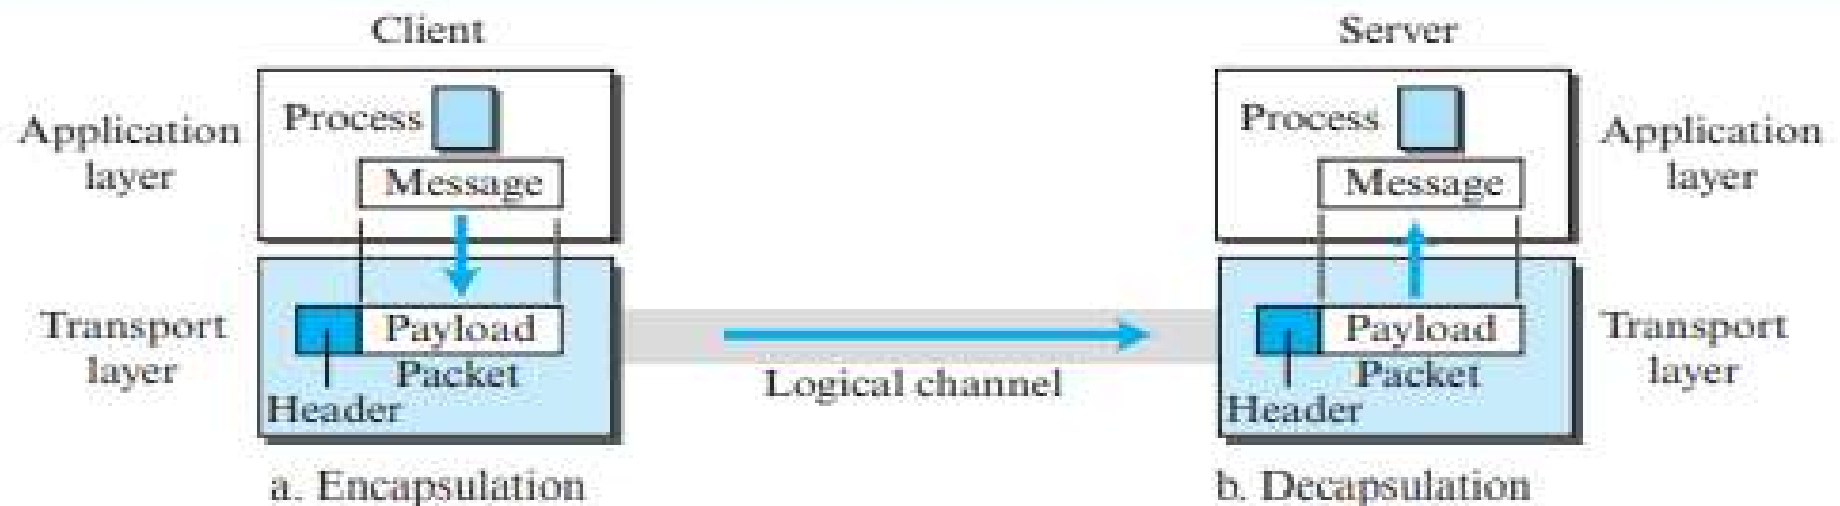 Client
Application
layer
Process
Message
Transport
layer
Payload
Packet
Header
a. Encapsulation
Logical channel
Server
Process
Message
Application
layer
Payload
Packet
Header
Transport
layer
b. Decapsulation